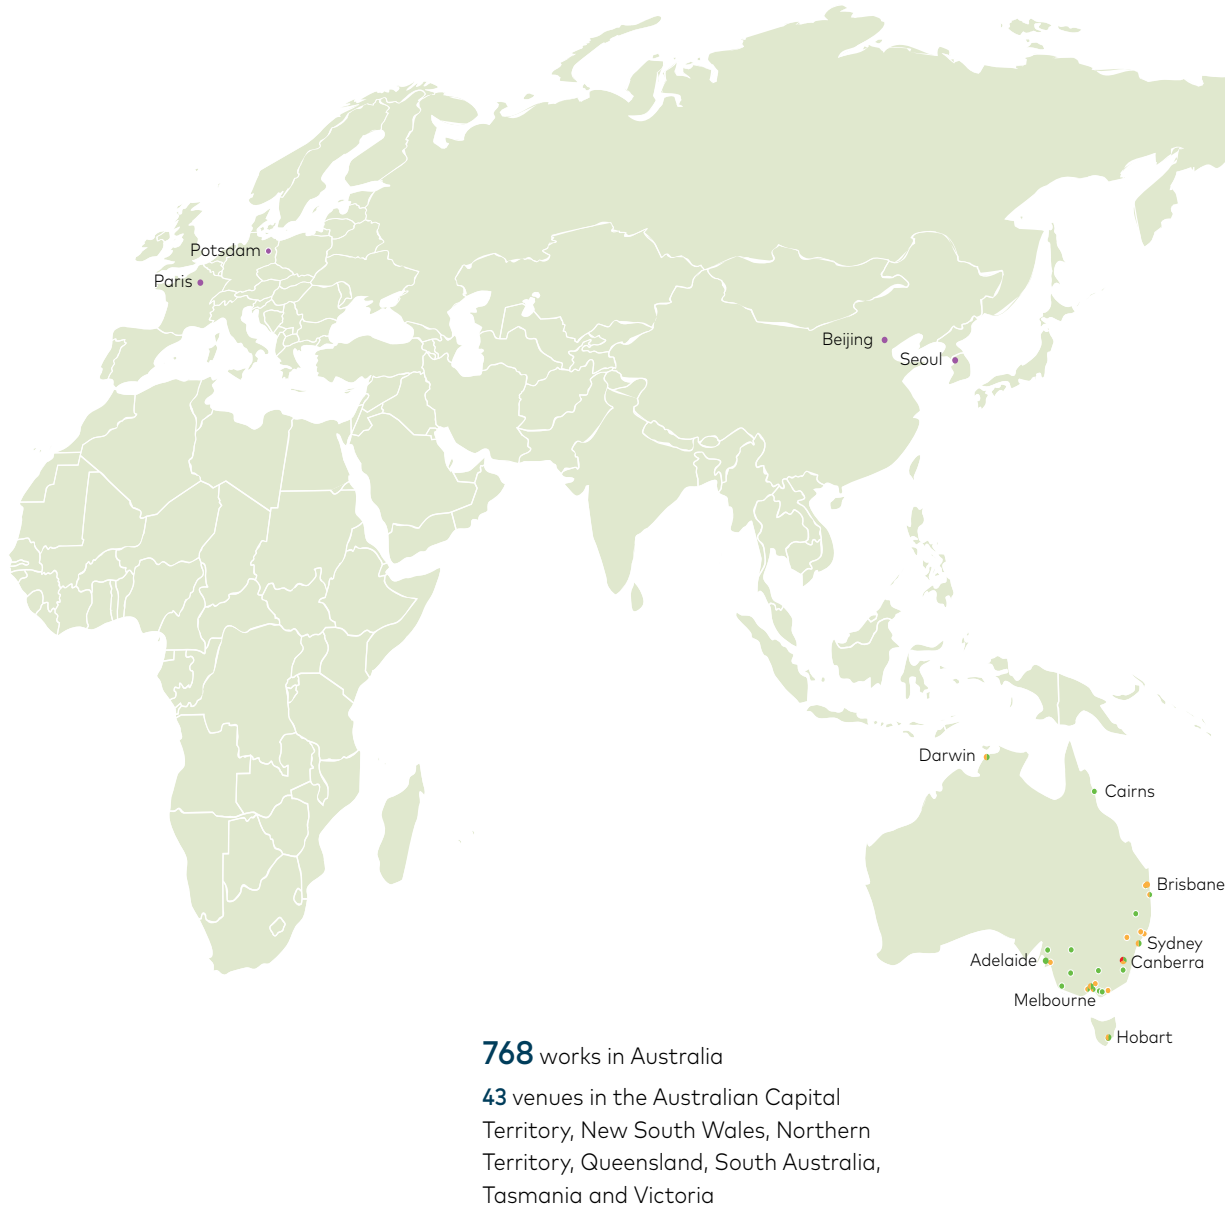 Potsdam
Paris
Beijing
Seoul
Darwin
Cairns
Brisbane
Sydney
Adelaide
Canberra
Melbourne
Hobart
768 works in Australia
43 venues in the Australian Capital
Territory, New South Wales, Northern
Territory, Queensland, South Australia,
Tasmania and Victoria